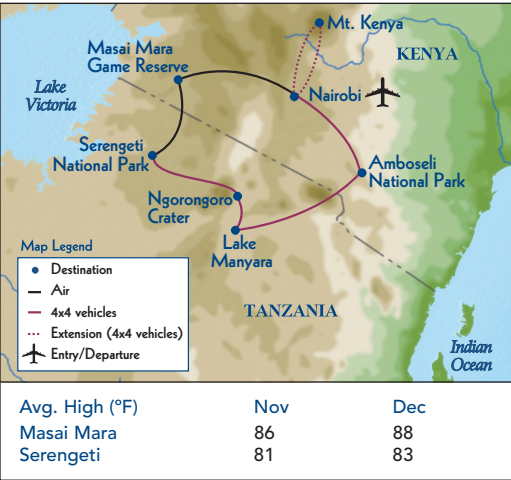 Mt. Kenya
KENYA
Masai Mara
Game Reserve
Lake
Victoria
Nairobi
Serengeti
National Park
Amboseli
National Park
Ngorongoro
Crater
Lake
Manyara
Map Legend
Destination
Air
4x4 vehicles
Extension (4x4 vehicles)
Entry/Departure
TANZANIA
Indian
Ocean
Avg. High (ºF) Nov Dec
Masai Mara 86 88
Serengeti 81 83